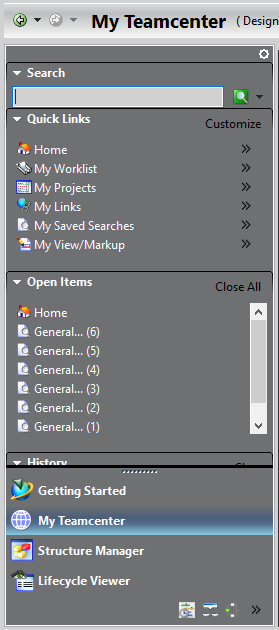 My Teamcenter ( Design
Search
Quick Links Customize
Home »
My Worklist »
My Projects »
My Links »
My Saved Searches »
My View/Markup »
Open Items Close All
Home
General... (6)
General... (5)
General... (4)
General... (3)
General... (2)
General... (1)
History
Getting Started
My Teamcenter
Structure Manager
Lifecycle Viewer
»